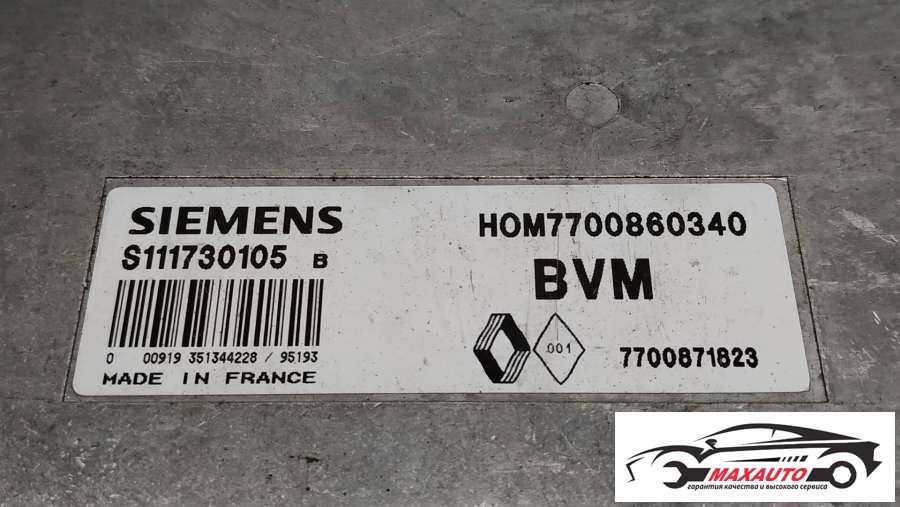 SIEMENS
S111730105 B
0 00919 351344228 / 95193
MADE IN FRANCE
HOM7700860340
BVM
001
7700871823
MAXAUTO
гарантия качества и высокого сервиса